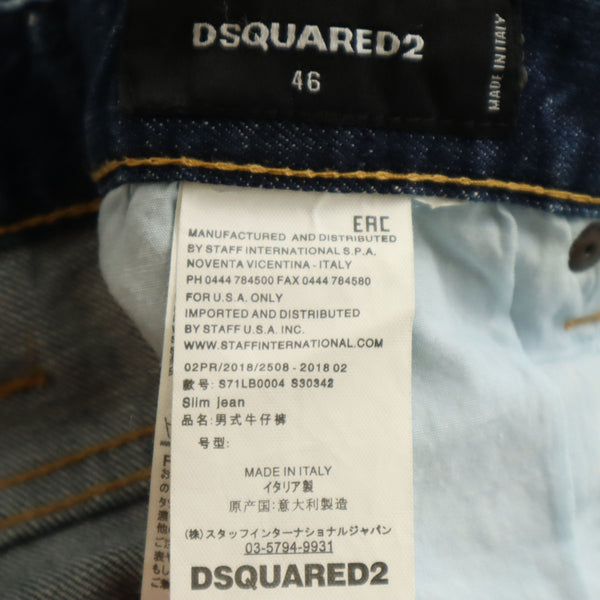 DSQUARED2
46
MADE IN ITALY
EAC
MANUFACTURED AND DISTRIBUTED
BY STAFF INTERNATIONAL S.P.A.
NOVENTA VICENTINA - ITALY
PH 0444 784500 FAX 0444 784580
FOR U.S.A. ONLY
IMPORTED AND DISTRIBUTED
BY STAFF U.S.A. INC.
WWW.STAFFINTERNATIONAL.COM
02PR/2018/2508 - 2018 02
數号: S71LB0004 S30342
Slim jean
品名: 男式牛仔褲
号型:
MADE IN ITALY
イタリア製
原产国: 意大利製造
(株) スタッフインターナショナルジャパン
03-5794-9931
DSQUARED2